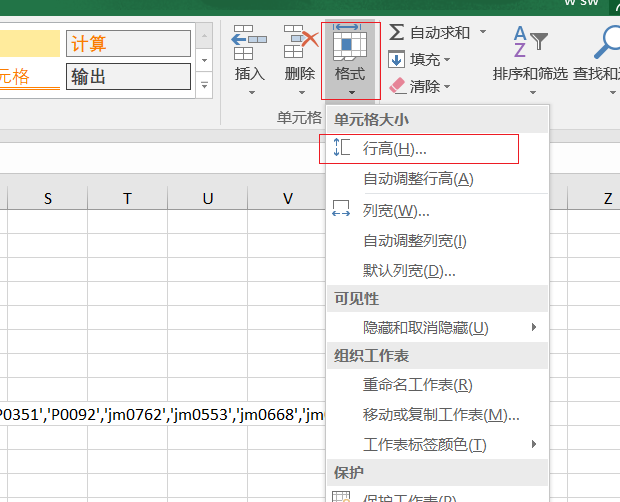 W SW
计算
Σ 自动求和
元格
输出
插入
删除
格式
填充
清除
排序和筛选
查找和
单元格
单元格大小
行高(H)...
自动调整行高(A)
列宽(W)...
自动调整列宽(I)
默认列宽(D)...
可见性
隐藏和取消隐藏(U)
组织工作表
重命名工作表(R)
移动或复制工作表(M)...
工作表标签颜色(T)
保护
保护工作表(P)
S
T
U
V
Z
P0351','P0092','jm0762','jm0553','jm0668','jm